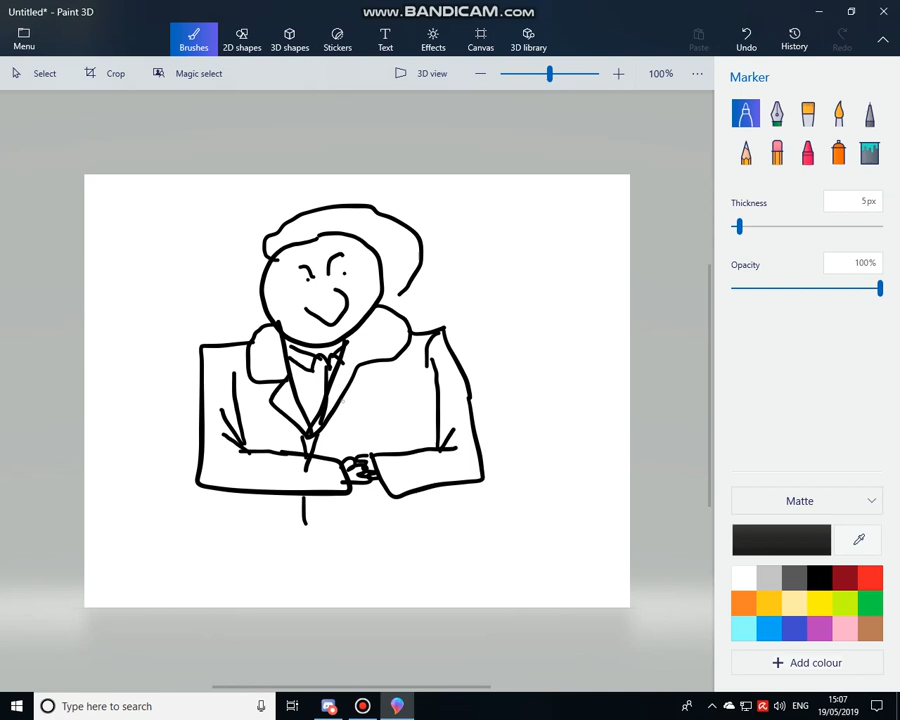 Untitled* - Paint 3D
www.BANDICAM.com
Menu
Brushes
2D shapes
3D shapes
Stickers
Text
Effects
Canvas
3D library
Paste
Undo
History
Redo
Select
Crop
Magic select
3D view
100%
Marker
Thickness
5px
Opacity
100%
Matte
Add colour
Type here to search
ENG
15:07
19/05/2019